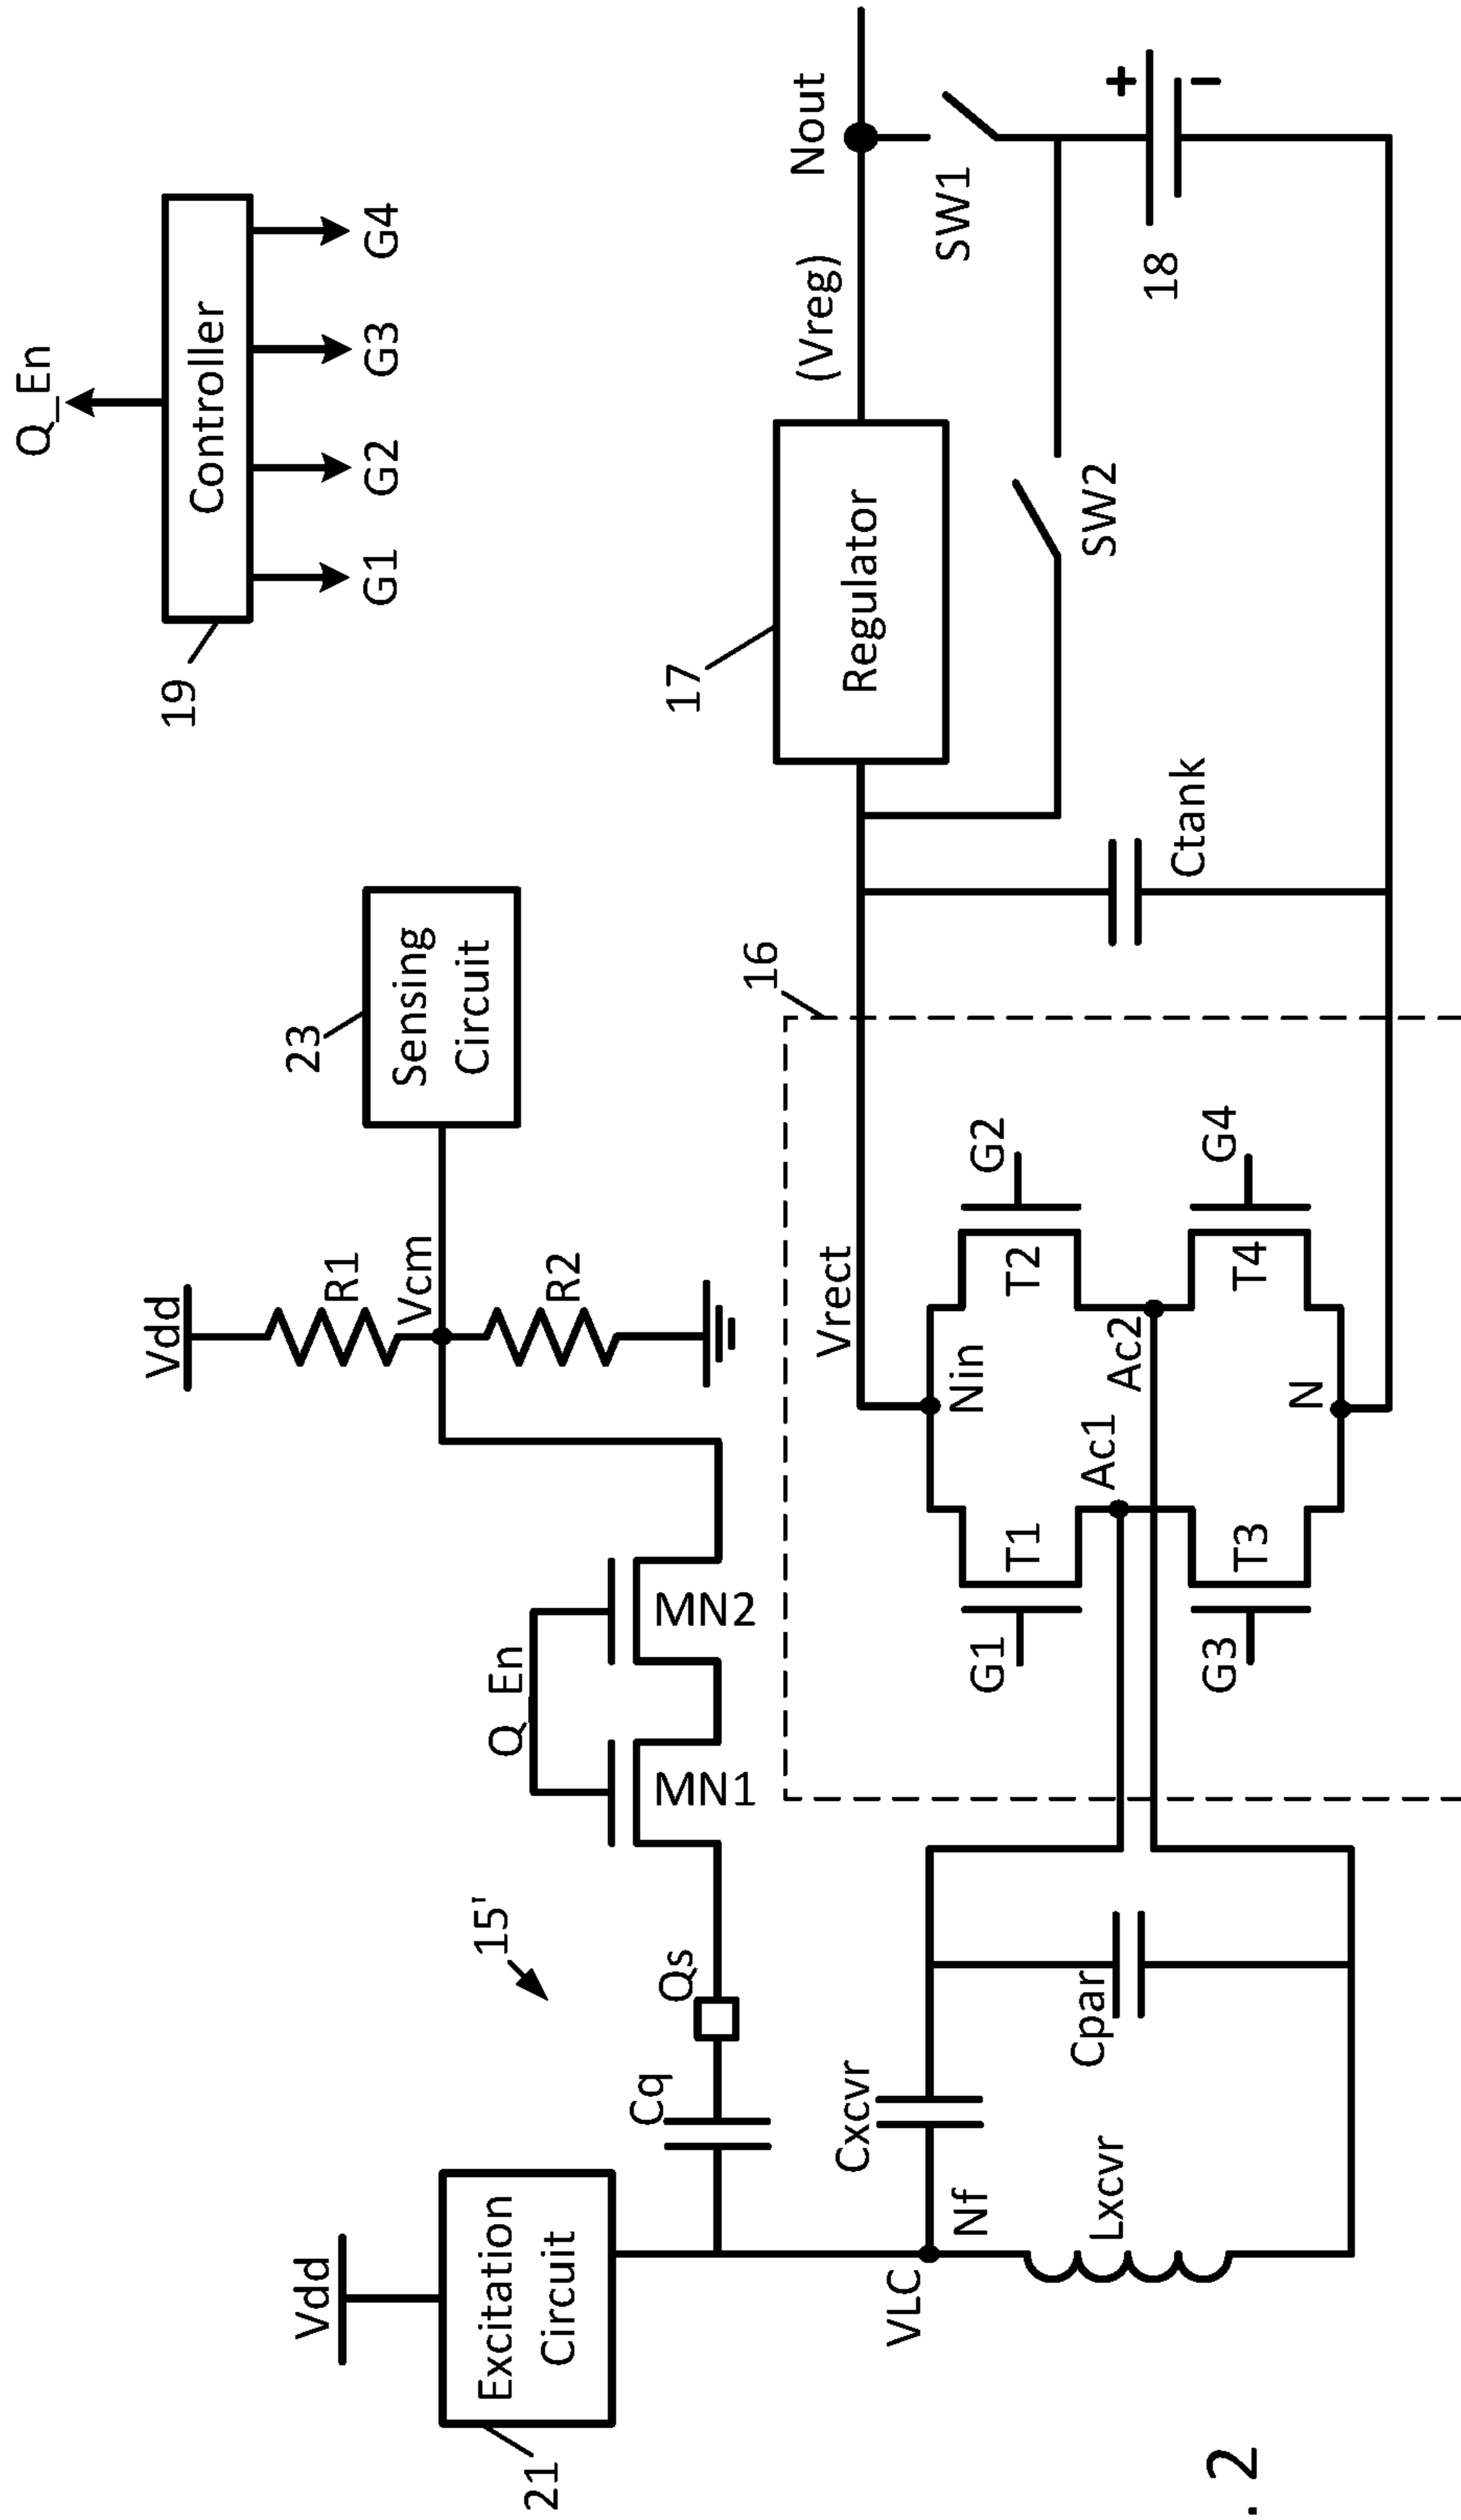 Q_En
Controller
19
G1
G2
G3
G4
Vdd
R1
Vcm
R2
23
Sensing
Circuit
Vdd
Excitation
Circuit
21
15'
Q_En
MN1
MN2
Cq
Qs
16
17
Regulator
(Vreg)
Nout
SW1
SW2
18
+
-
Ctank
Vrect
Nin
G1
T1
T2
G2
Ac1
Ac2
G3
T3
T4
G4
N
VLC
Nf
Cxcvr
Cpar
Lxcvr
. 2